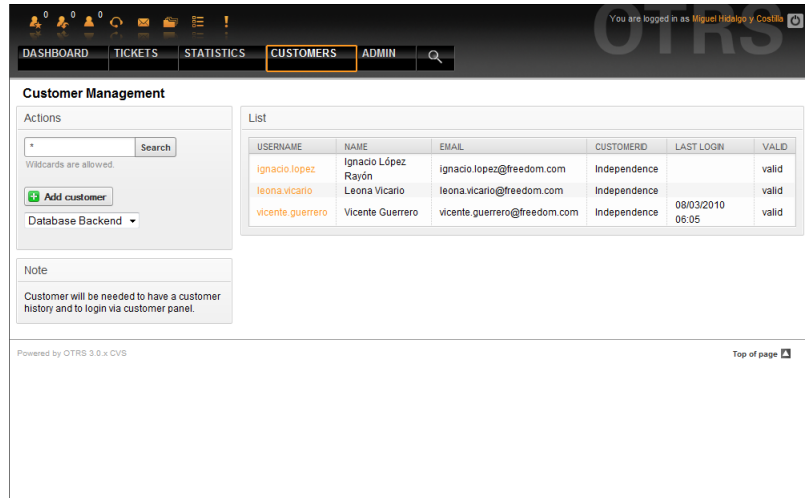 0 0 0
You are logged in as Miguel Hidalgo y Costilla
OTRS
DASHBOARD TICKETS STATISTICS CUSTOMERS ADMIN
Customer Management
Actions
* Search
Wildcards are allowed.
Add customer
Database Backend
Note
Customer will be needed to have a customer
history and to login via customer panel.
List
USERNAME NAME EMAIL CUSTOMERID LAST LOGIN VALID
ignacio.lopez Ignacio López Rayón ignacio.lopez@freedom.com Independence valid
leona.vicario Leona Vicario leona.vicario@freedom.com Independence valid
vicente.guerrero Vicente Guerrero vicente.guerrero@freedom.com Independence 08/03/2010 06:05 valid
Powered by OTRS 3.0.x CVS
Top of page